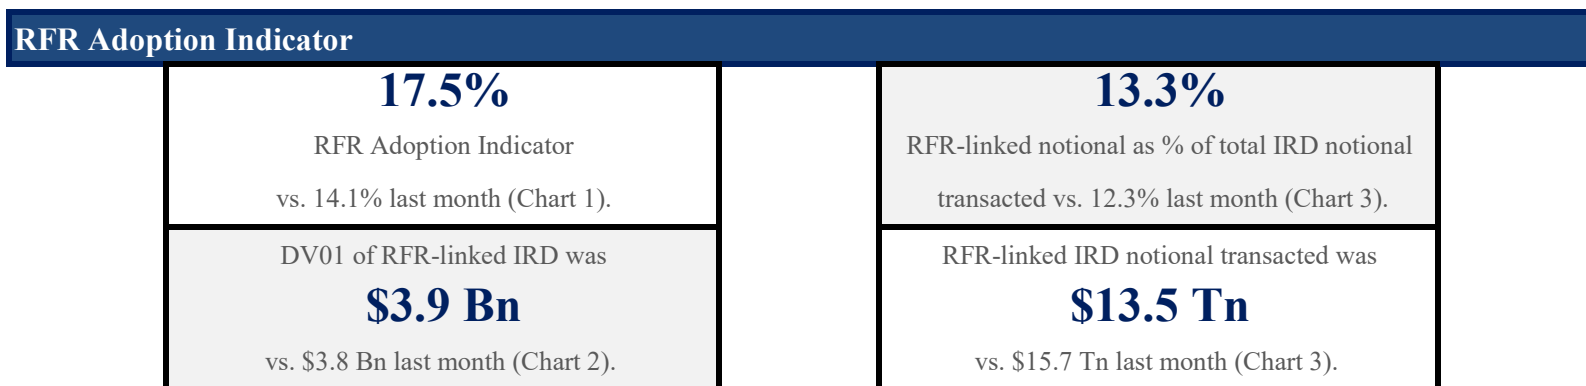 RFR Adoption Indicator
17.5%
RFR Adoption Indicator
vs. 14.1% last month (Chart 1).
13.3%
RFR-linked notional as % of total IRD notional
transacted vs. 12.3% last month (Chart 3).
DV01 of RFR-linked IRD was
$3.9 Bn
vs. $3.8 Bn last month (Chart 2).
RFR-linked IRD notional transacted was
$13.5 Tn
vs. $15.7 Tn last month (Chart 3).